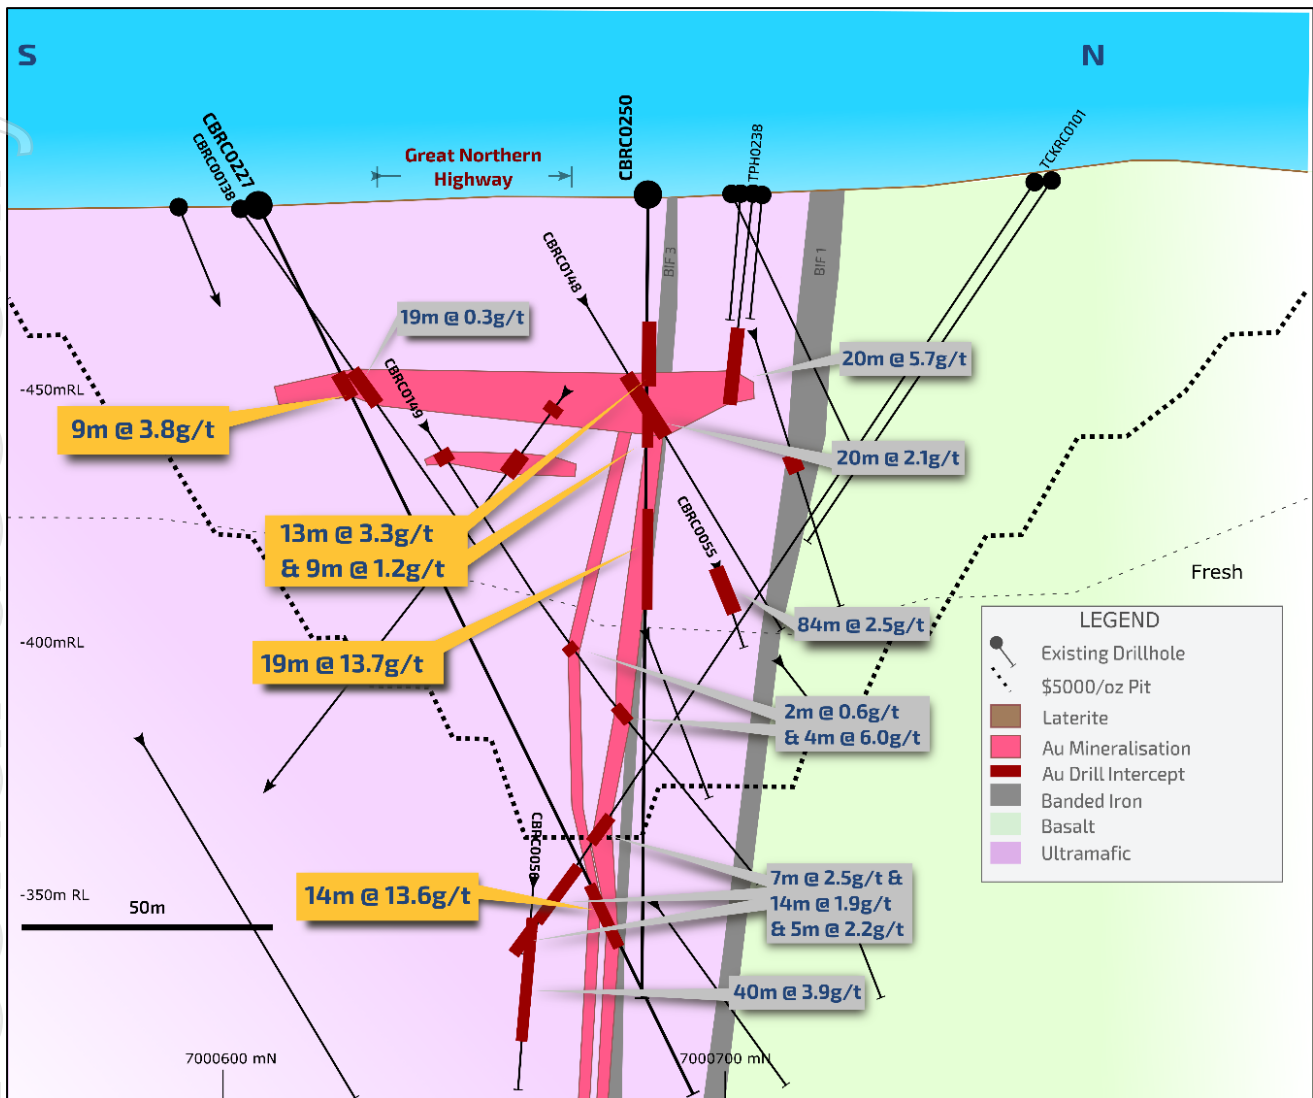 S
N
CBRC0227
CBRC00138
CBRC0250
TPH0238
TCKRC0101
Great Northern
Highway
CBRC0148
BIF 3
BIF 1
19m @ 0.3g/t
CBRC0149
20m @ 5.7g/t
-450mRL
9m @ 3.8g/t
20m @ 2.1g/t
13m @ 3.3g/t
& 9m @ 1.2g/t
CBRC0055
Fresh
84m @ 2.5g/t
-400mRL
19m @ 13.7g/t
LEGEND
Existing Drillhole
$5000/oz Pit
Laterite
Au Mineralisation
Au Drill Intercept
Banded Iron
Basalt
Ultramafic
2m @ 0.6g/t
& 4m @ 6.0g/t
-350m RL
50m
14m @ 13.6g/t
7m @ 2.5g/t &
14m @ 1.9g/t
& 5m @ 2.2g/t
40m @ 3.9g/t
7000600 mN
7000700 mN